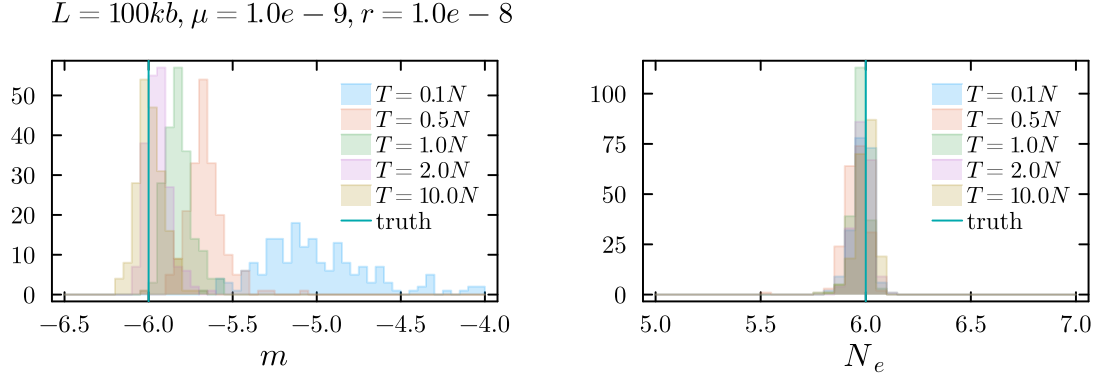 L = 100kb, μ = 1.0e − 9, r = 1.0e − 8
50
40
30
20
10
0
−6.5 −6.0 −5.5 −5.0 −4.5 −4.0
m
T = 0.1N
T = 0.5N
T = 1.0N
T = 2.0N
T = 10.0N
truth
100
75
50
25
0
5.0 5.5 6.0 6.5 7.0
N_e
T = 0.1N
T = 0.5N
T = 1.0N
T = 2.0N
T = 10.0N
truth